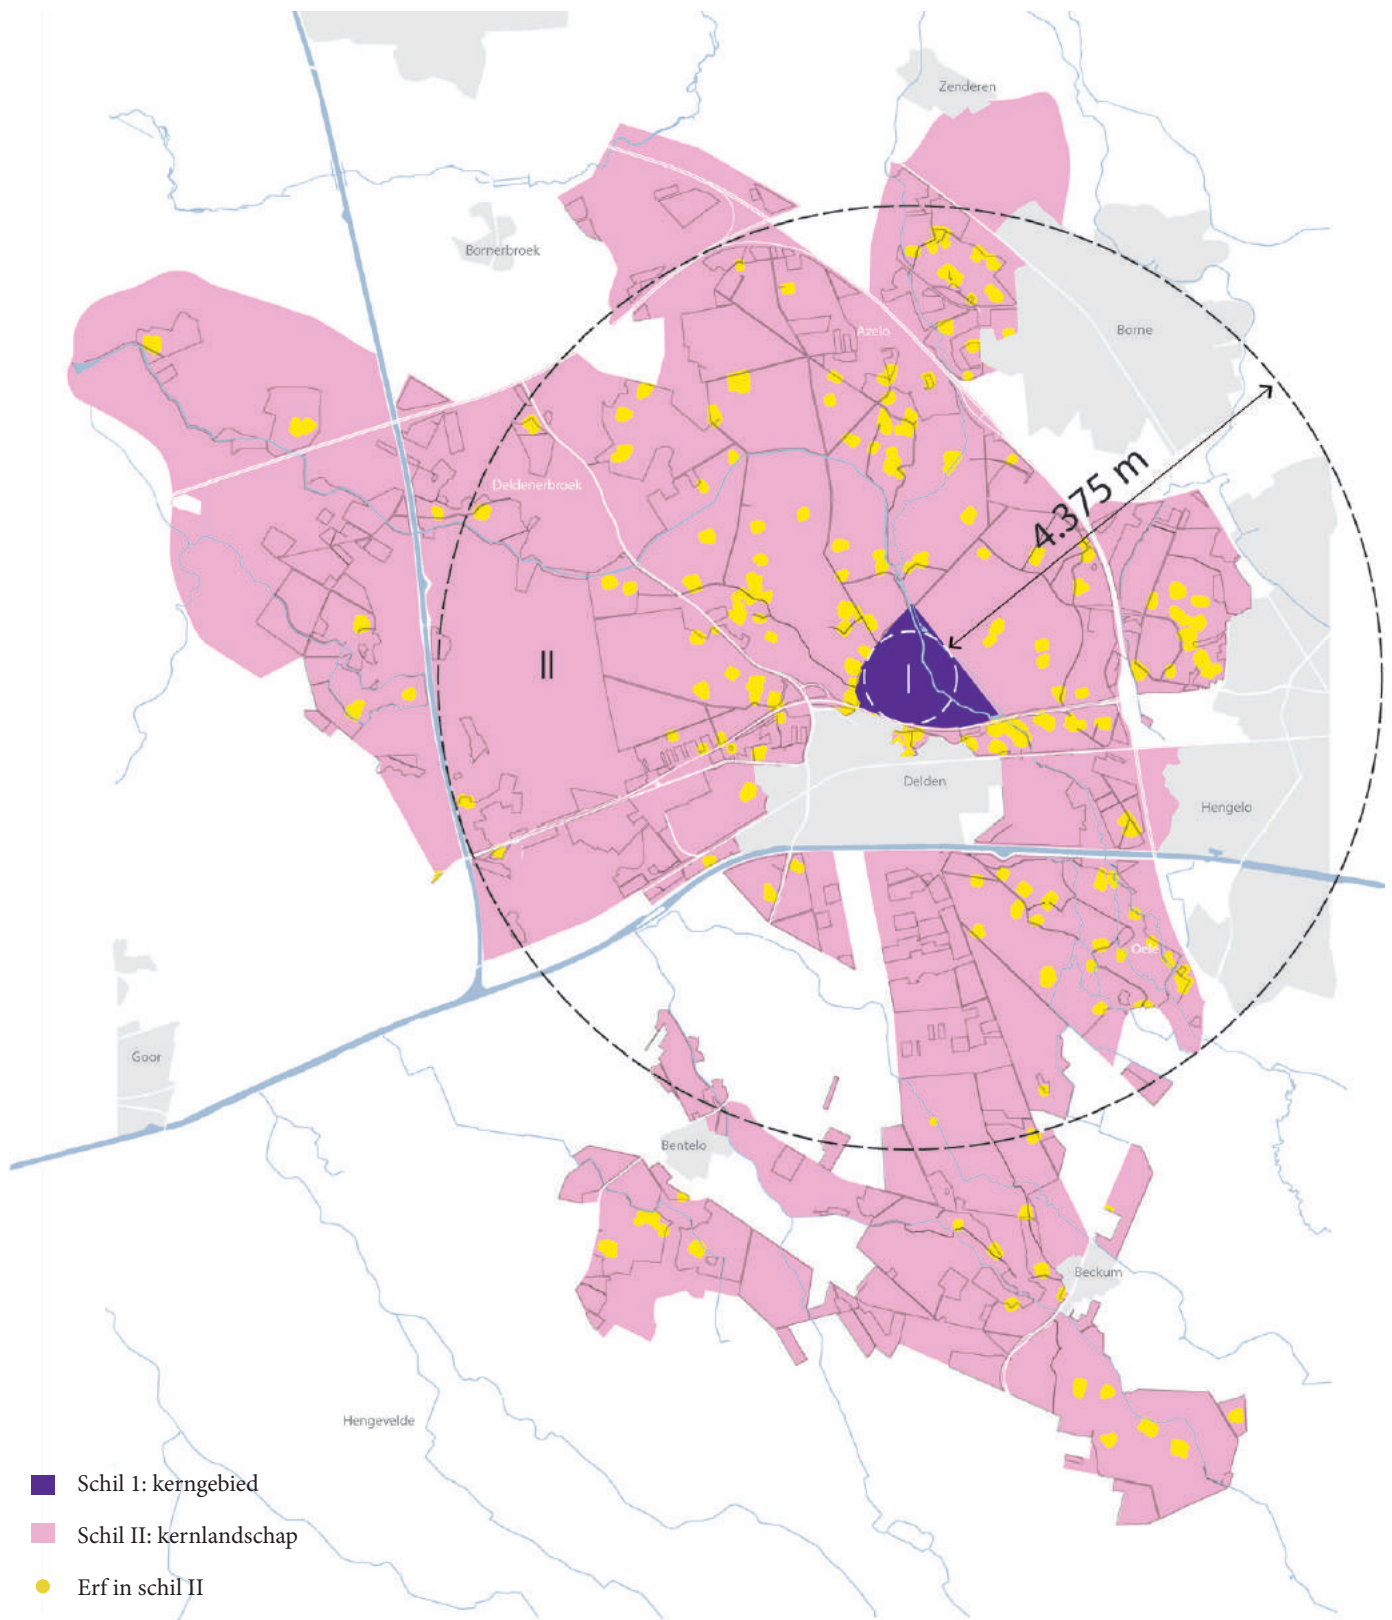 Zenderen
Bornerbroek
Borne
Azelo
4.375 m
Deldenerbroek
II
I
Delden
Hengelo
Oele
Goor
Bentelo
Beckum
Hengevelde
Schil 1: kerngebied
Schil II: kernlandschap
Erf in schil II